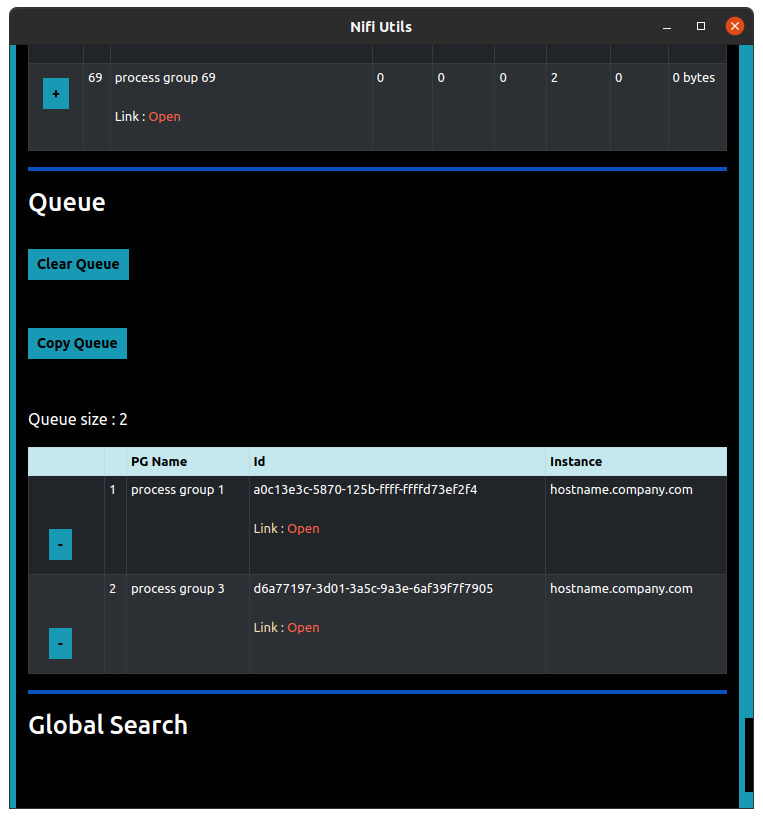 Nifi Utils
+ 69 process group 69 0 0 0 2 0 0 bytes
Link : Open
Queue
Clear Queue
Copy Queue
Queue size : 2
PG Name Id Instance
1 process group 1 a0c13e3c-5870-125b-ffff-ffffd73ef2f4 hostname.company.com
Link : Open
-
2 process group 3 d6a77197-3d01-3a5c-9a3e-6af39f7f7905 hostname.company.com
Link : Open
-
Global Search